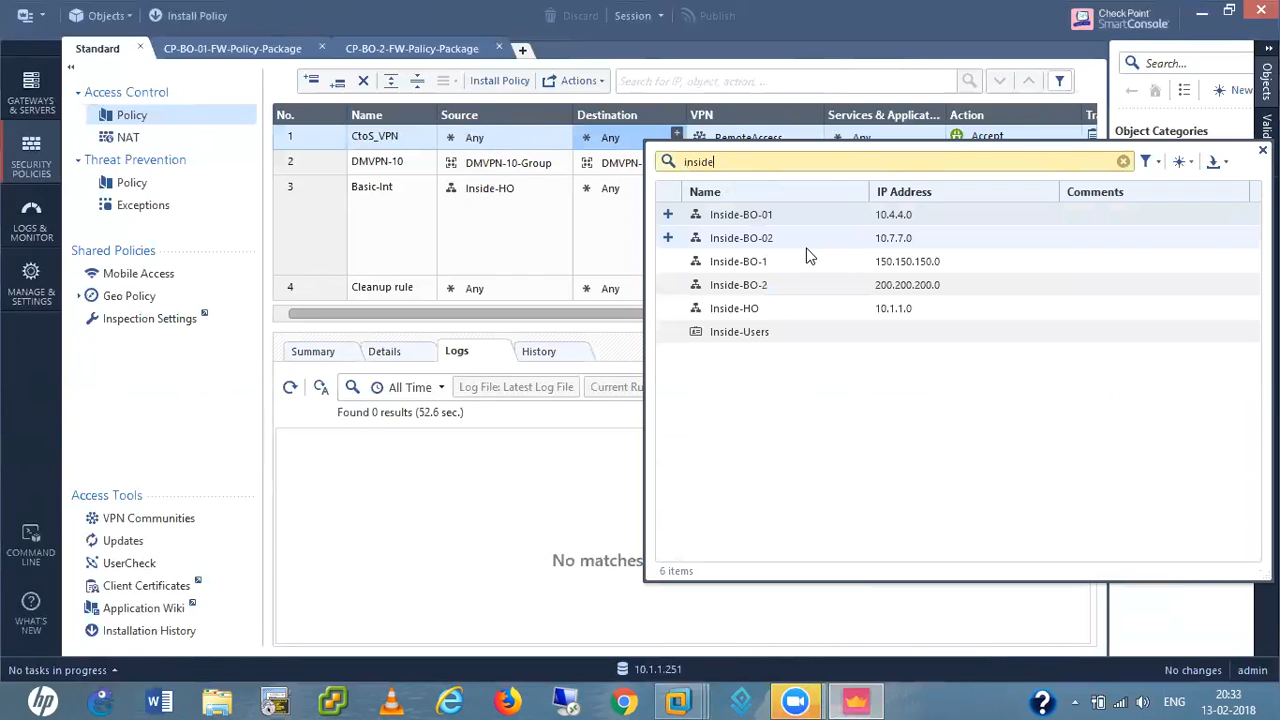 Objects
Install Policy
Discard
Session
Publish
Check Point
SmartConsole
Standard
CP-BO-01-FW-Policy-Package
CP-BO-2-FW-Palicy-Package
GATEWAYS
& SERVERS
SECURITY
POLICIES
LOGS &
MONITOR
MANAGE &
SETTINGS
COMMAND
LINE
WHAT'S
NEW
Access Control
Policy
NAT
Threat Prevention
Policy
Exceptions
Shared Policies
Mobile Access
Geo Policy
Inspection Settings
Access Tools
VPN Communities
Updates
UserCheck
Client Certificates
Application Wiki
Installation History
Install Policy
Actions
Search for IP, object, action, ...
No. Name Source Destination VPN Services & Applicat... Action Tra
1 CtoS_VPN Any Any RemoteAccess Any Accept
2 DMVPN-10 DMVPN-10-Group DMVPN-
3 Basic-Int Inside-HO Any
4 Cleanup rule Any Any
Summary Details Logs History
All Time Log File: Latest Log File Current Ru
Found 0 results (52.6 sec.)
No matches
Search...
New
Object Categories
Objects
Valid
inside
Name IP Address Comments
Inside-BO-01 10.4.4.0
Inside-BO-02 10.7.7.0
Inside-BO-1 150.150.150.0
Inside-BO-2 200.200.200.0
Inside-HO 10.1.1.0
Inside-Users
6 items
No tasks in progress
10.1.1.251
No changes
admin
ENG
20:33
13-02-2018